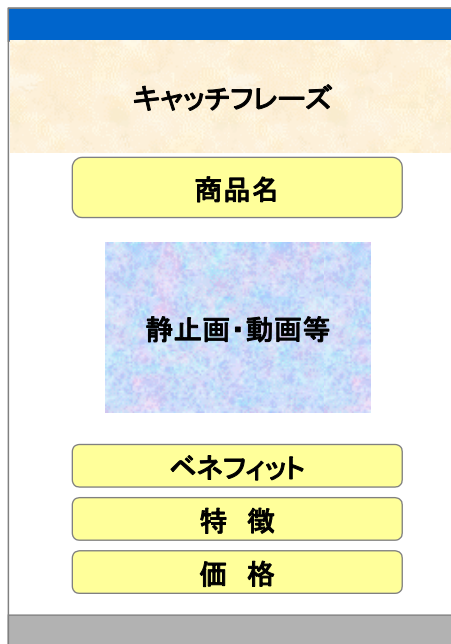 キャッチフレーズ
商品名
静止画・動画等
ベネフィット
特　徴
価　格